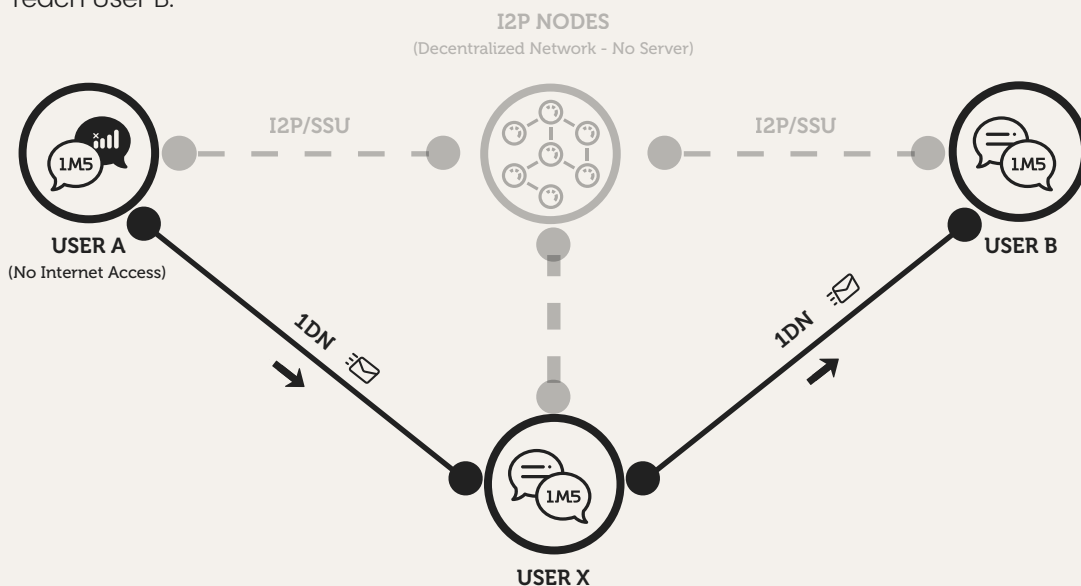 reach User B.
I2P NODES
(Decentralized Network - No Server)
I2P/SSU
I2P/SSU
1M5
1M5
USER A
(No Internet Access)
USER B
1DN
1DN
1M5
USER X